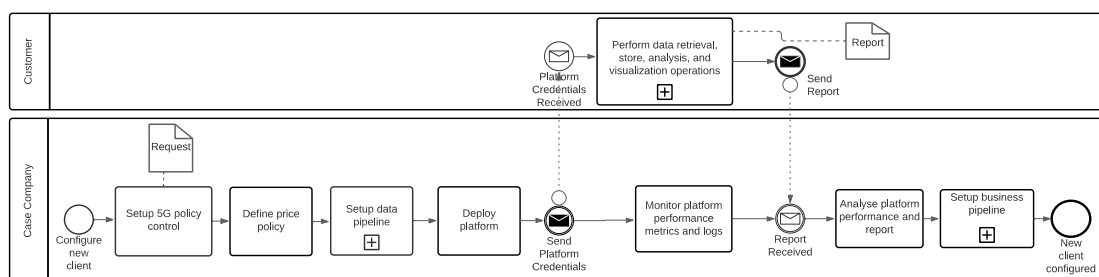 Customer
Platform
Credentials
Received
Perform data retrieval,
store, analysis, and
visualization operations
Send
Report
Report
Case Company
Configure
new
client
Request
Setup 5G policy
control
Define price
policy
Setup data
pipeline
Deploy
platform
Send
Platform
Credentials
Monitor platform
performance
metrics and logs
Report
Received
Analyse platform
performance and
report
Setup business
pipeline
New
client
configured